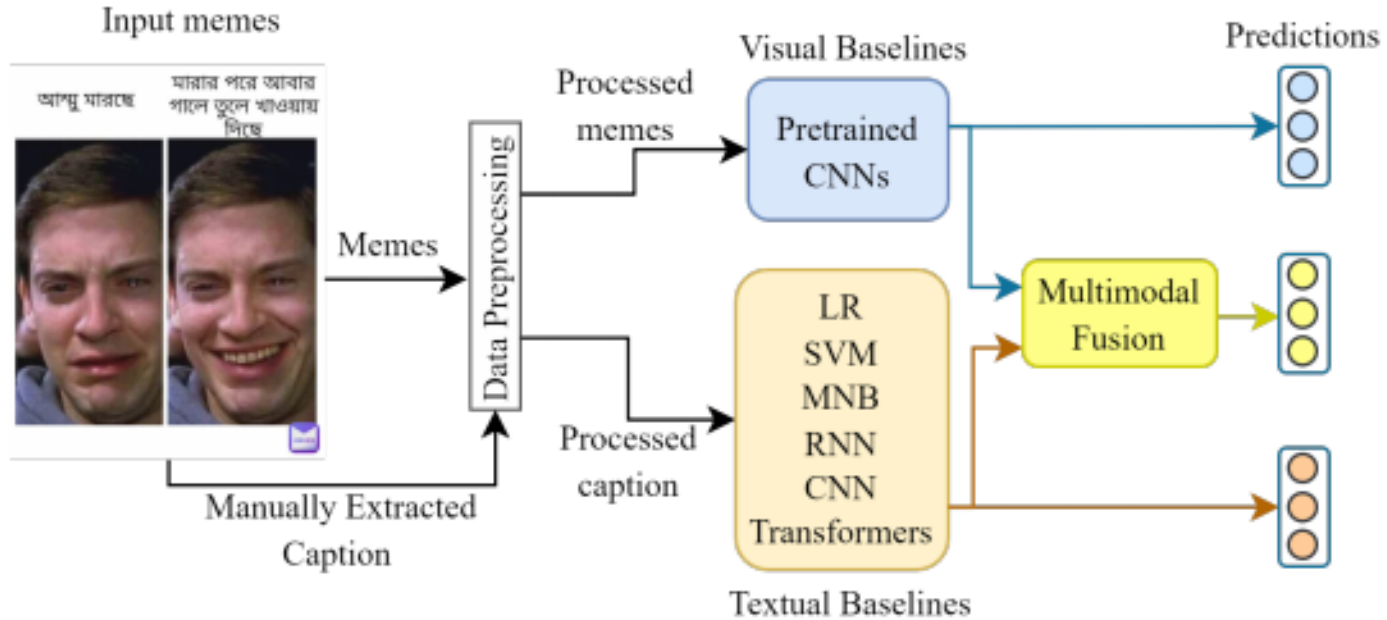 Input memes
আম্মু মারছে
মারার পরে আবার
গালে তুলে খাওয়ায়
দিছে
Memes
Manually Extracted
Caption
Data Preprocessing
Processed
memes
Processed
caption
Visual Baselines
Pretrained
CNNs
LR
SVM
MNB
RNN
CNN
Transformers
Textual Baselines
Multimodal
Fusion
Predictions